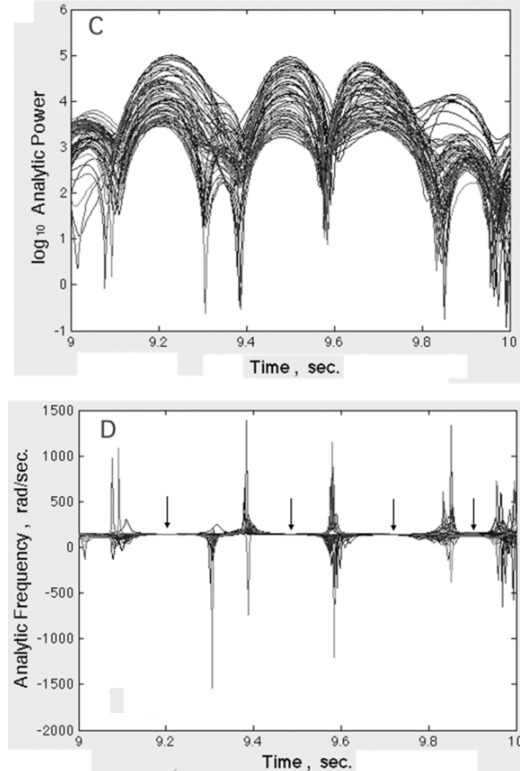 C
log10 Analytic Power
6
5
4
3
2
1
0
-1
9 9.2 9.4 9.6 9.8 10
Time , sec.
D
Analytic Frequency , rad/sec.
1500
1000
500
0
-500
-1000
-1500
-2000
9 9.2 9.4 9.6 9.8 10
Time , sec.